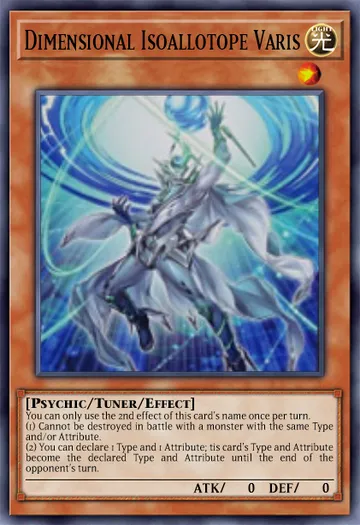 Dimensional Isoallotope Varis
LIGHT
光
[Psychic/Tuner/Effect]
You can only use the 2nd effect of this card's name once per turn.
(1) Cannot be destroyed in battle with a monster with the same Type
and/or Attribute.
(2) You can declare 1 Type and 1 Attribute; tis card's Type and Attribute
become the declared Type and Attribute until the end of the
opponent's turn.
ATK/ 0 DEF/ 0